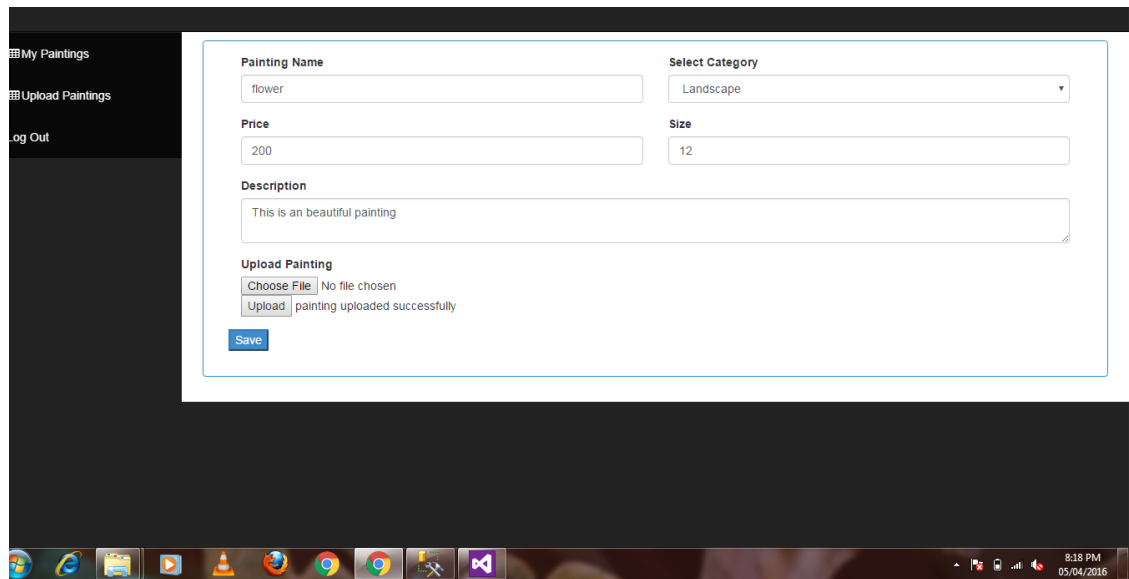 My Paintings
Upload Paintings
Log Out
Painting Name
flower
Select Category
Landscape
Price
200
Size
12
Description
This is an beautiful painting
Upload Painting
Choose File No file chosen
Upload painting uploaded successfully
Save
8:18 PM
05/04/2016